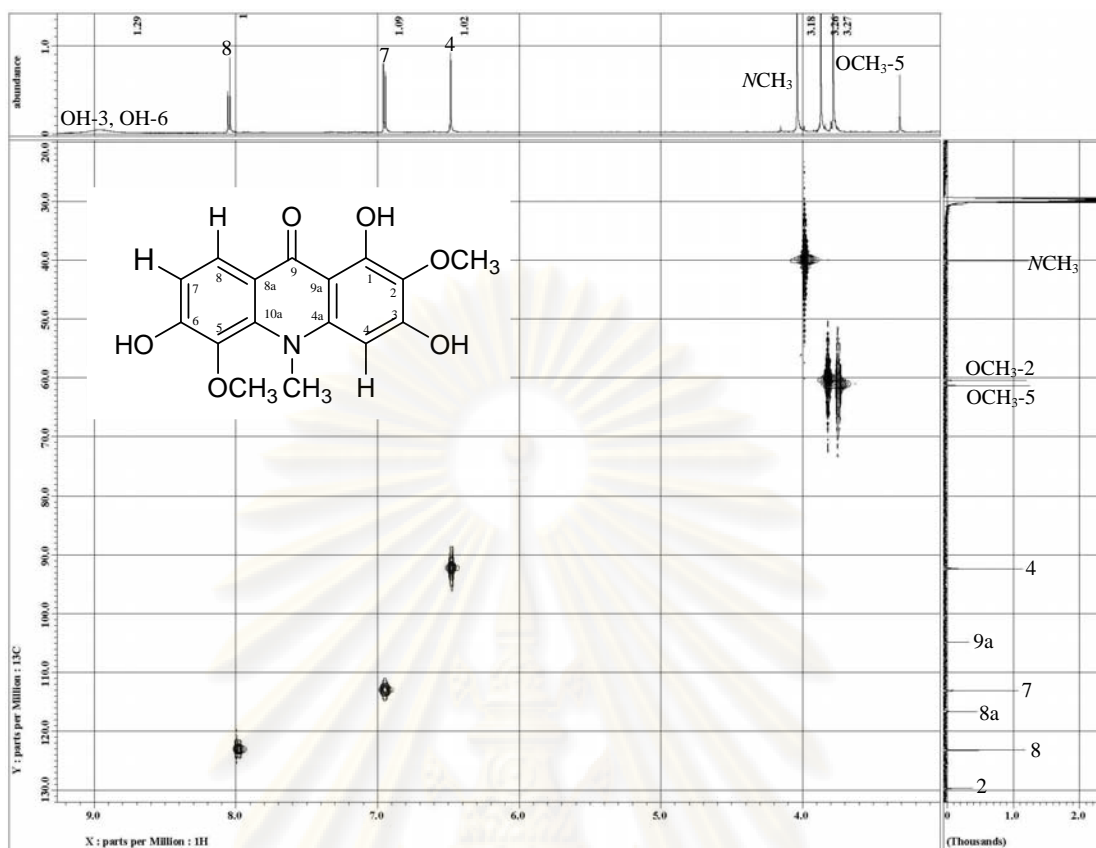 1.29
1
1.09
1.02
3.18
3.26
3.27
abundance
1.0
0
8
7
4
NCH₃
OCH₃-5
OH-3, OH-6
20.0
30.0
40.0
50.0
60.0
70.0
80.0
90.0
100.0
110.0
120.0
130.0
Y : parts per Million : 13C
H
H
O
OH
OCH₃
8
7
6
5
8a
10a
9
9a
4a
1
2
3
4
HO
OCH₃
N
CH₃
H
OH
NCH₃
OCH₃-2
OCH₃-5
4
9a
7
8a
8
2
9.0
8.0
7.0
6.0
5.0
4.0
X : parts per Million : 1H
0
1.0
2.0
(Thousands)